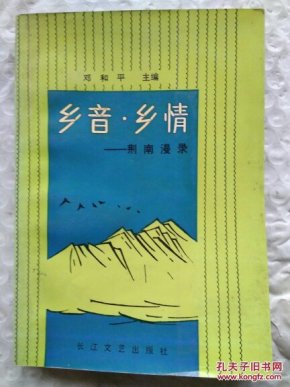 邓和平 主编
乡音·乡情
——荆南漫录
长江文艺出版社
孔夫子旧书网